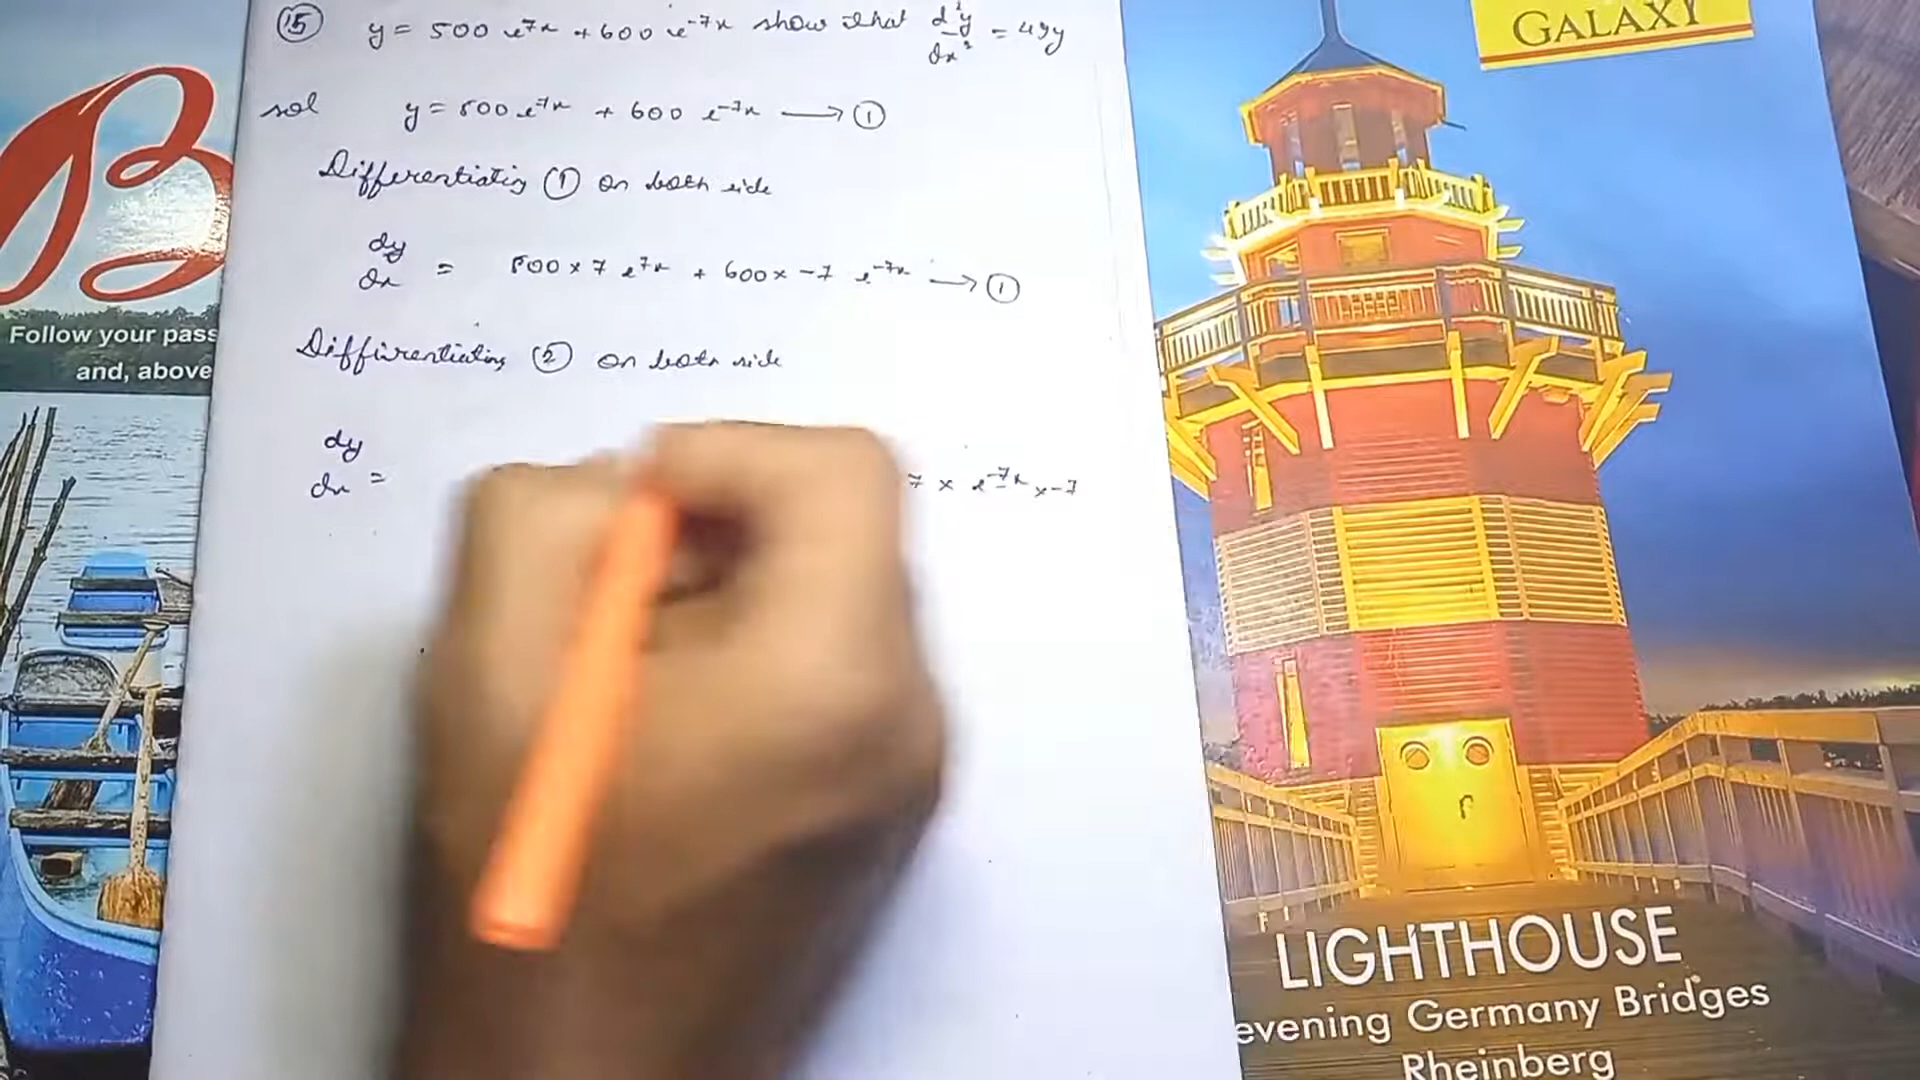 15 y = 500 e^7x + 600 e^-7x show that d²y/dx² = 49y
sol y = 500 e^7x + 600 e^-7x → ①
Differentiating ① on both side
dy/dx = 500 × 7 e^7x + 600 × -7 e^-7x → ①
Differentiating ② on both side
dy/dx = 7 × e^-7x × -7
B
Follow your pass
and, above
GALAXY
LIGHTHOUSE
evening Germany Bridges
Rheinberg